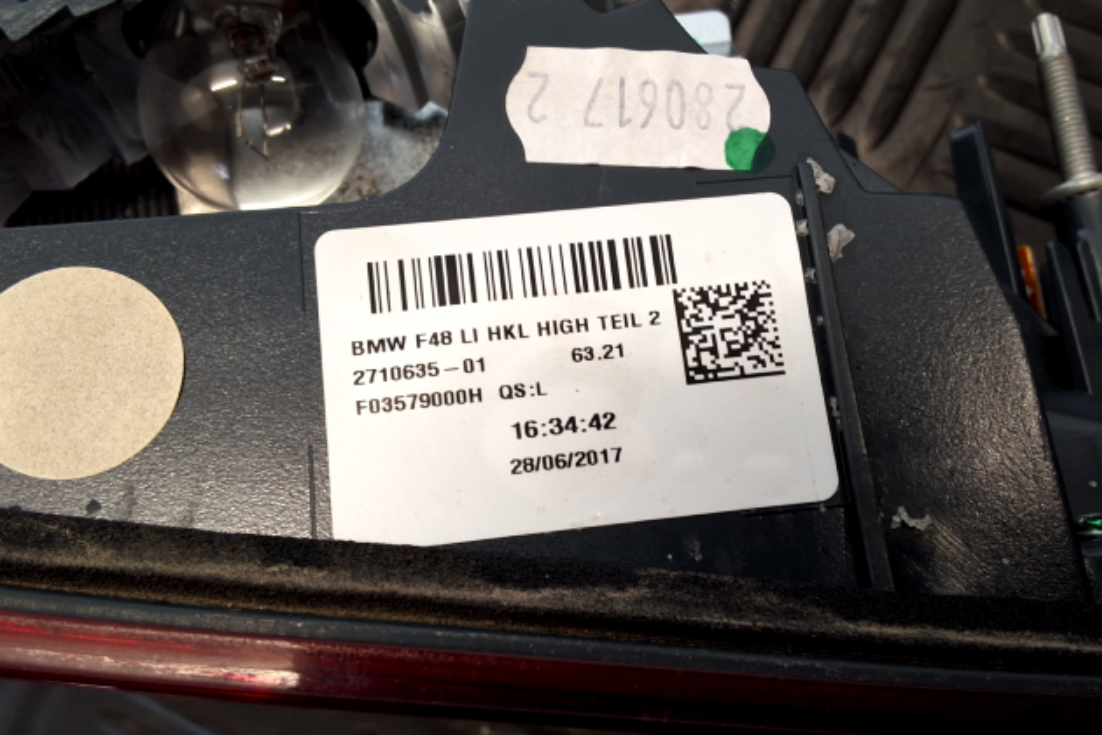 280617 2
BMW F48 LI HKL HIGH TEIL 2
2710635-01 63.21
F03579000H QS:L
16:34:42
28/06/2017